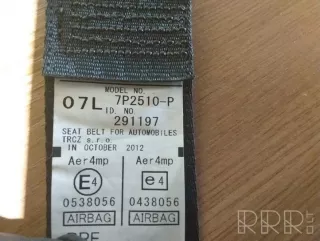 MODEL NO.
07L 7P2510-P
ID. NO.
291197
SEAT BELT FOR AUTOMOBILES
TRCZ s.r.o
IN OCTOBER 2012
Aer4mp Aer4mp
E4 e4
0538056 0438056
AIRBAG AIRBAG
RRR